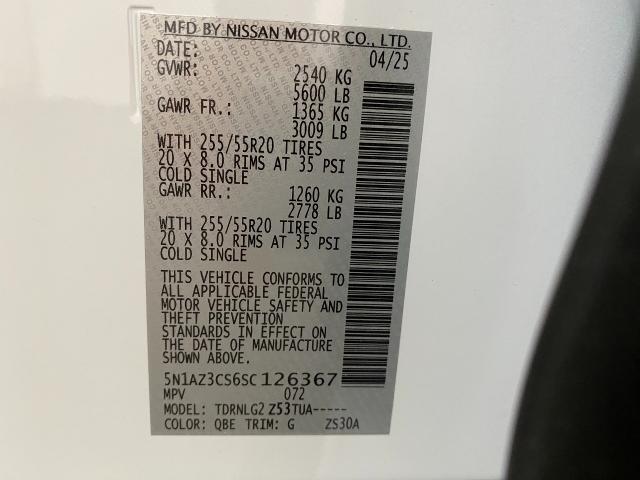 MFD BY NISSAN MOTOR CO., LTD.
DATE: 04/25
GVWR: 2540 KG
5600 LB
GAWR FR.: 1365 KG
3009 LB
WITH 255/55R20 TIRES
20 X 8.0 RIMS AT 35 PSI
COLD SINGLE
GAWR RR.: 1260 KG
2778 LB
WITH 255/55R20 TIRES
20 X 8.0 RIMS AT 35 PSI
COLD SINGLE
THIS VEHICLE CONFORMS TO
ALL APPLICABLE FEDERAL
MOTOR VEHICLE SAFETY AND
THEFT PREVENTION
STANDARDS IN EFFECT ON
THE DATE OF MANUFACTURE
SHOWN ABOVE.
5N1AZ3CS6SC126367
MPV 072
MODEL: TDRNLG2 Z53TUA-----
COLOR: QBE TRIM: G ZS30A